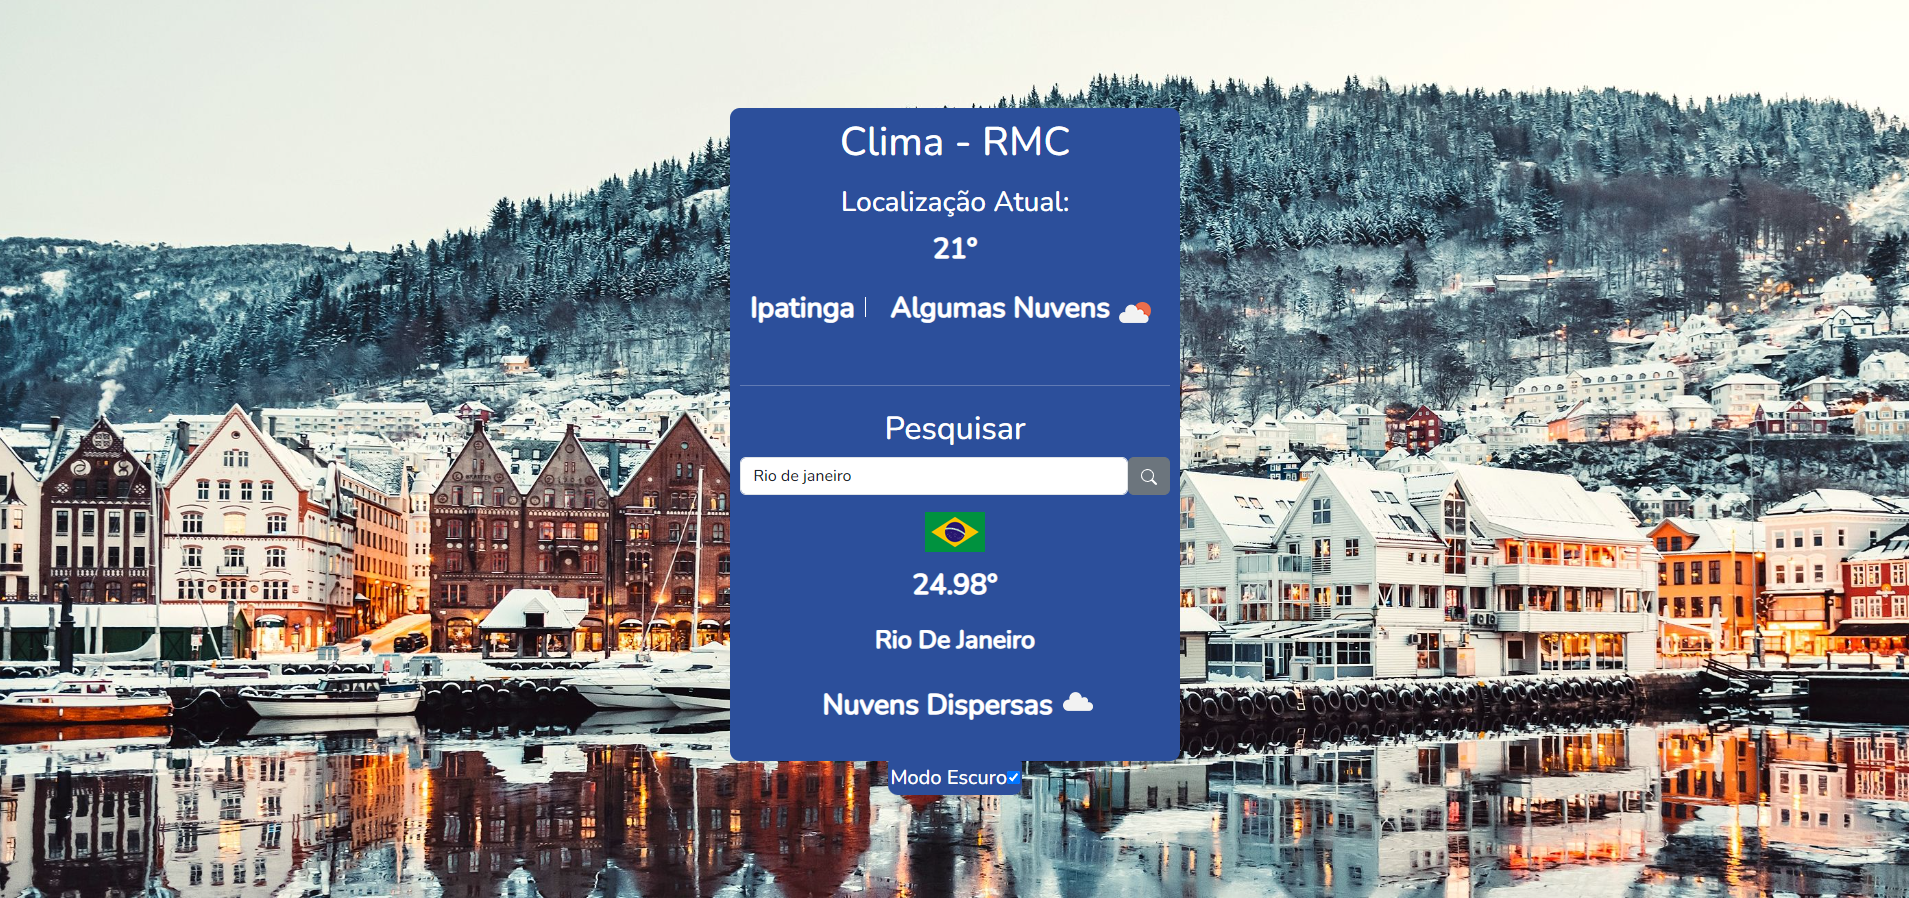 Clima - RMC
Localização Atual:
21°
Ipatinga | Algumas Nuvens
Pesquisar
Rio de janeiro
24.98°
Rio De Janeiro
Nuvens Dispersas
Modo Escuro